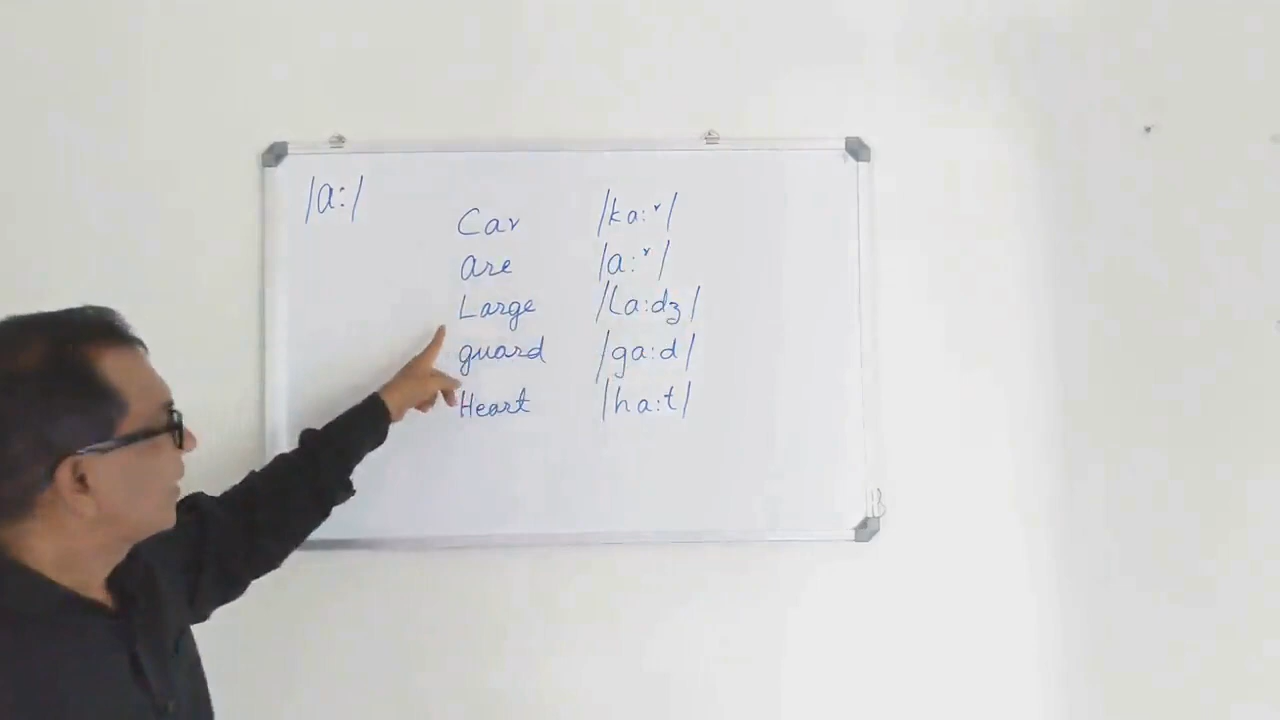 /a:/
Car /ka:ʳ/
are /a:ʳ/
Large /la:dʒ/
guard /ga:d/
Heart /ha:t/
B